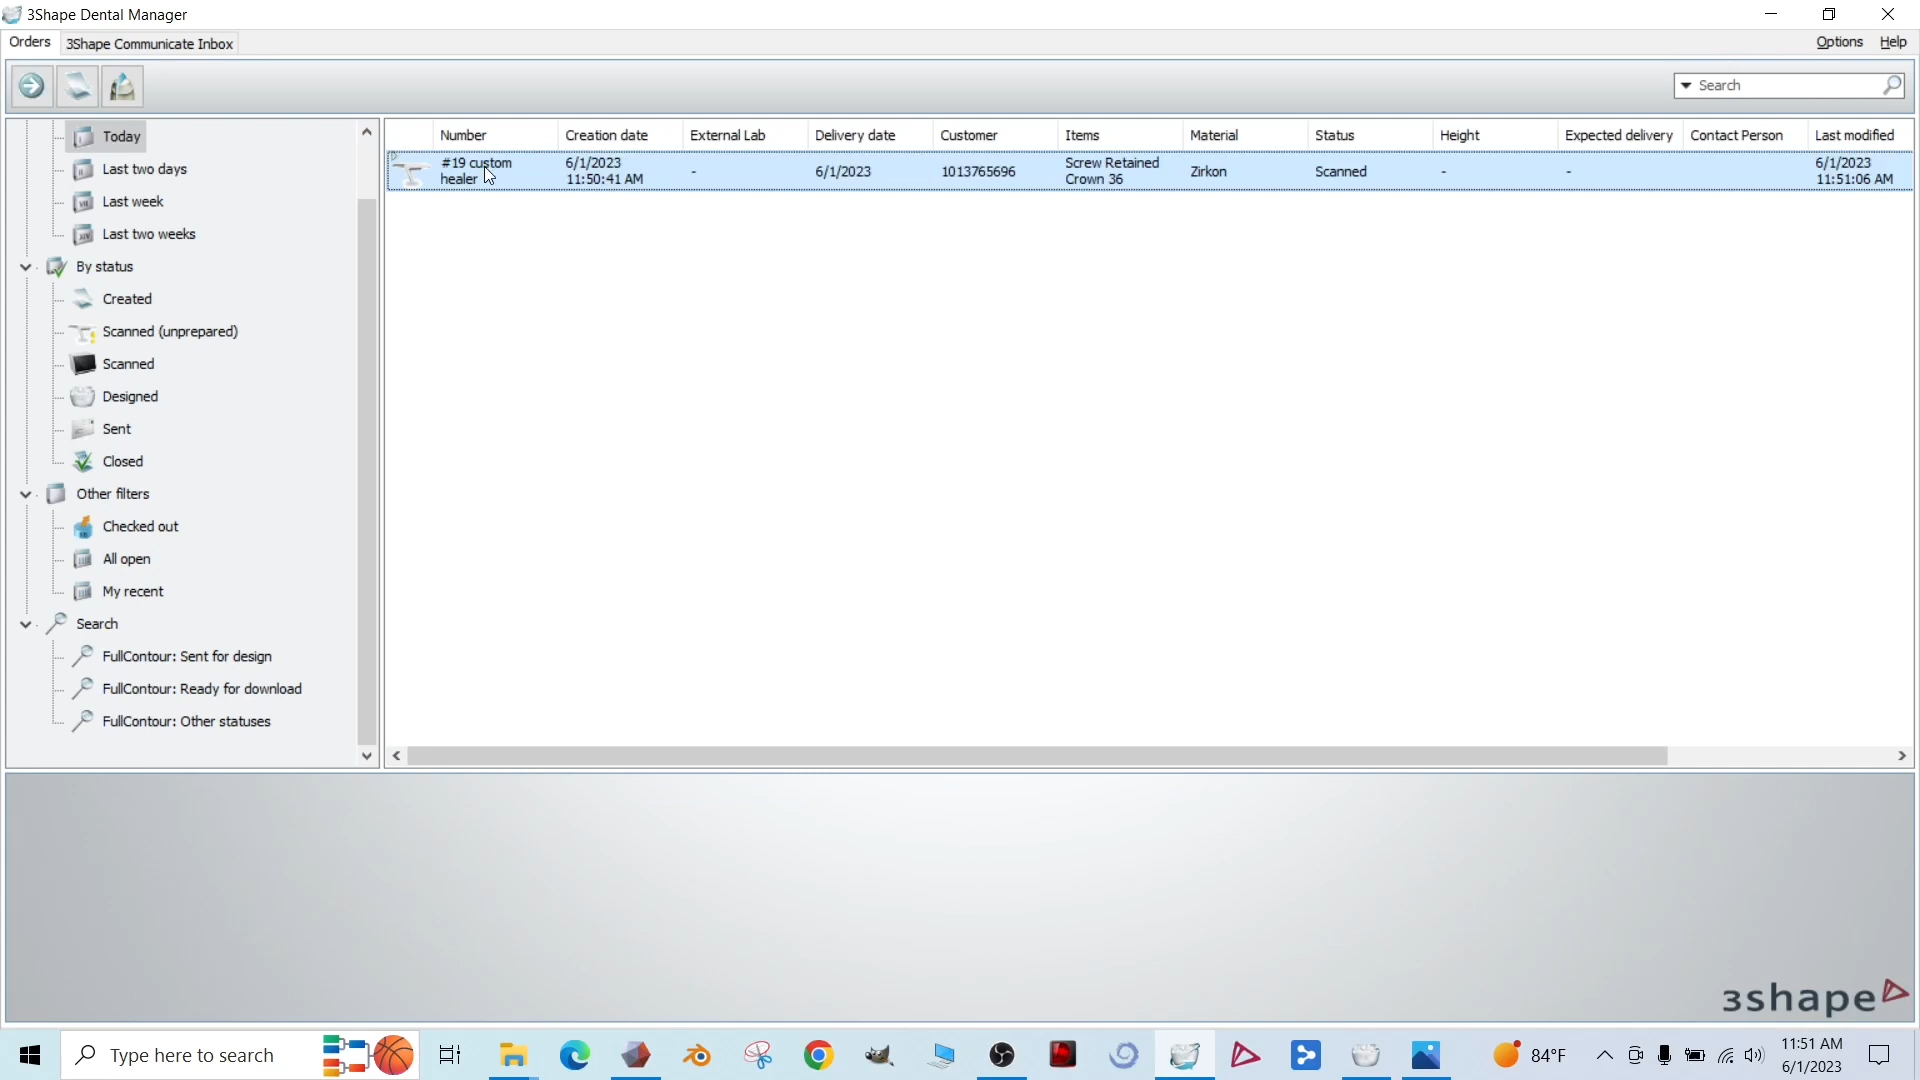 3Shape Dental Manager
Orders 3Shape Communicate Inbox Options Help
Search
Today
Last two days
Last week
Last two weeks
By status
Created
Scanned (unprepared)
Scanned
Designed
Sent
Closed
Other filters
Checked out
All open
My recent
Search
FullContour: Sent for design
FullContour: Ready for download
FullContour: Other statuses
Number Creation date External Lab Delivery date Customer Items Material Status Height Expected delivery Contact Person Last modified
#19 custom 6/1/2023 Screw Retained 6/1/2023
healer 11:50:41 AM - 6/1/2023 1013765696 Crown 36 Zirkon Scanned - - 11:51:06 AM
3shape
Type here to search
84°F
11:51 AM
6/1/2023